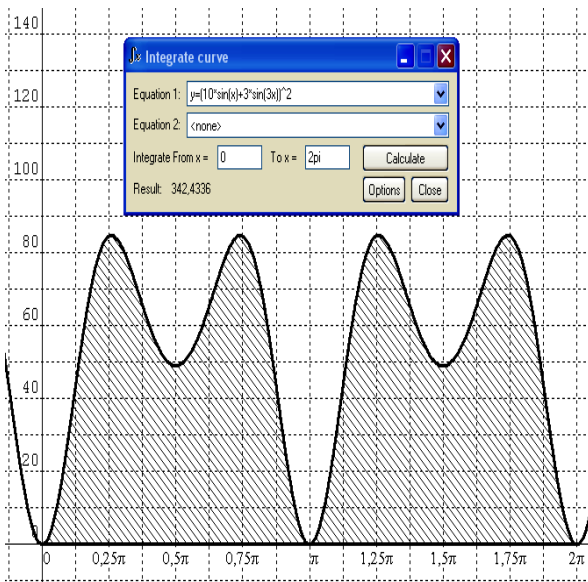 140
∫x Integrate curve
120
Equation 1: y=(10*sin(x)+3*sin(3x))^2
Equation 2: <none>
100
Integrate From x = 0 To x = 2pi Calculate
Result: 342,4336 Options Close
80
60
40
20
0
0 0,25π 0,5π 0,75π π 1,25π 1,5π 1,75π 2π